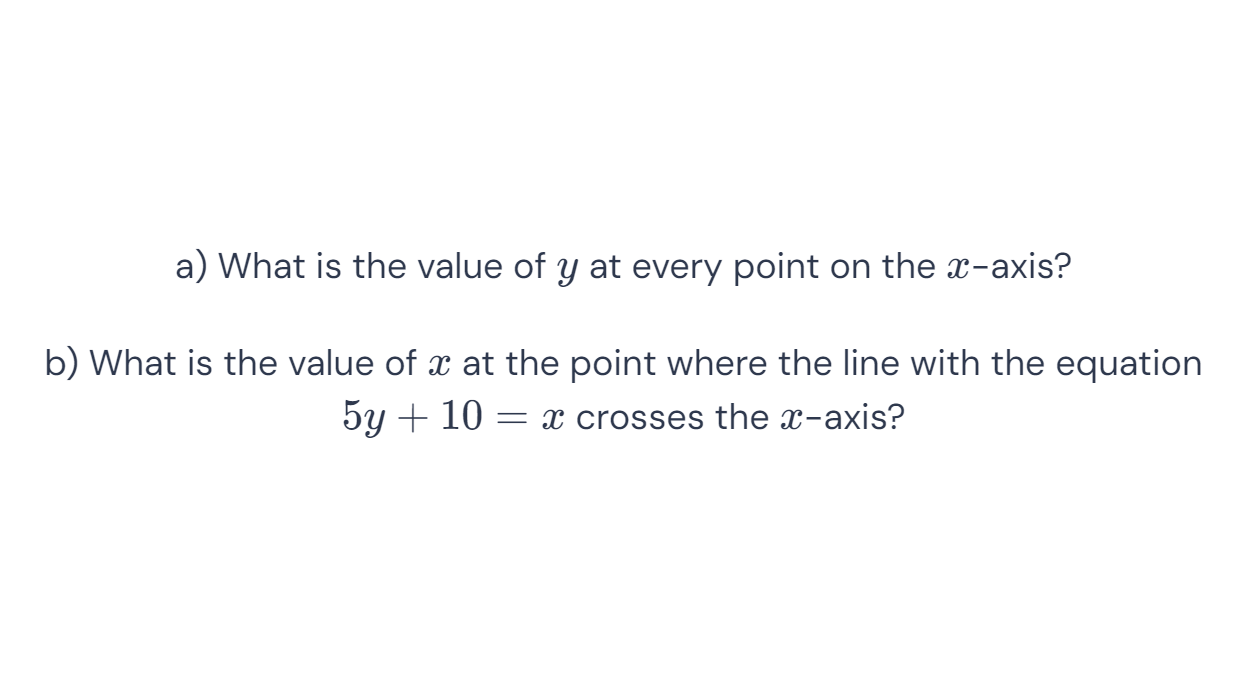 a) What is the value of y at every point on the x-axis?
b) What is the value of x at the point where the line with the equation
5y + 10 = x crosses the x-axis?